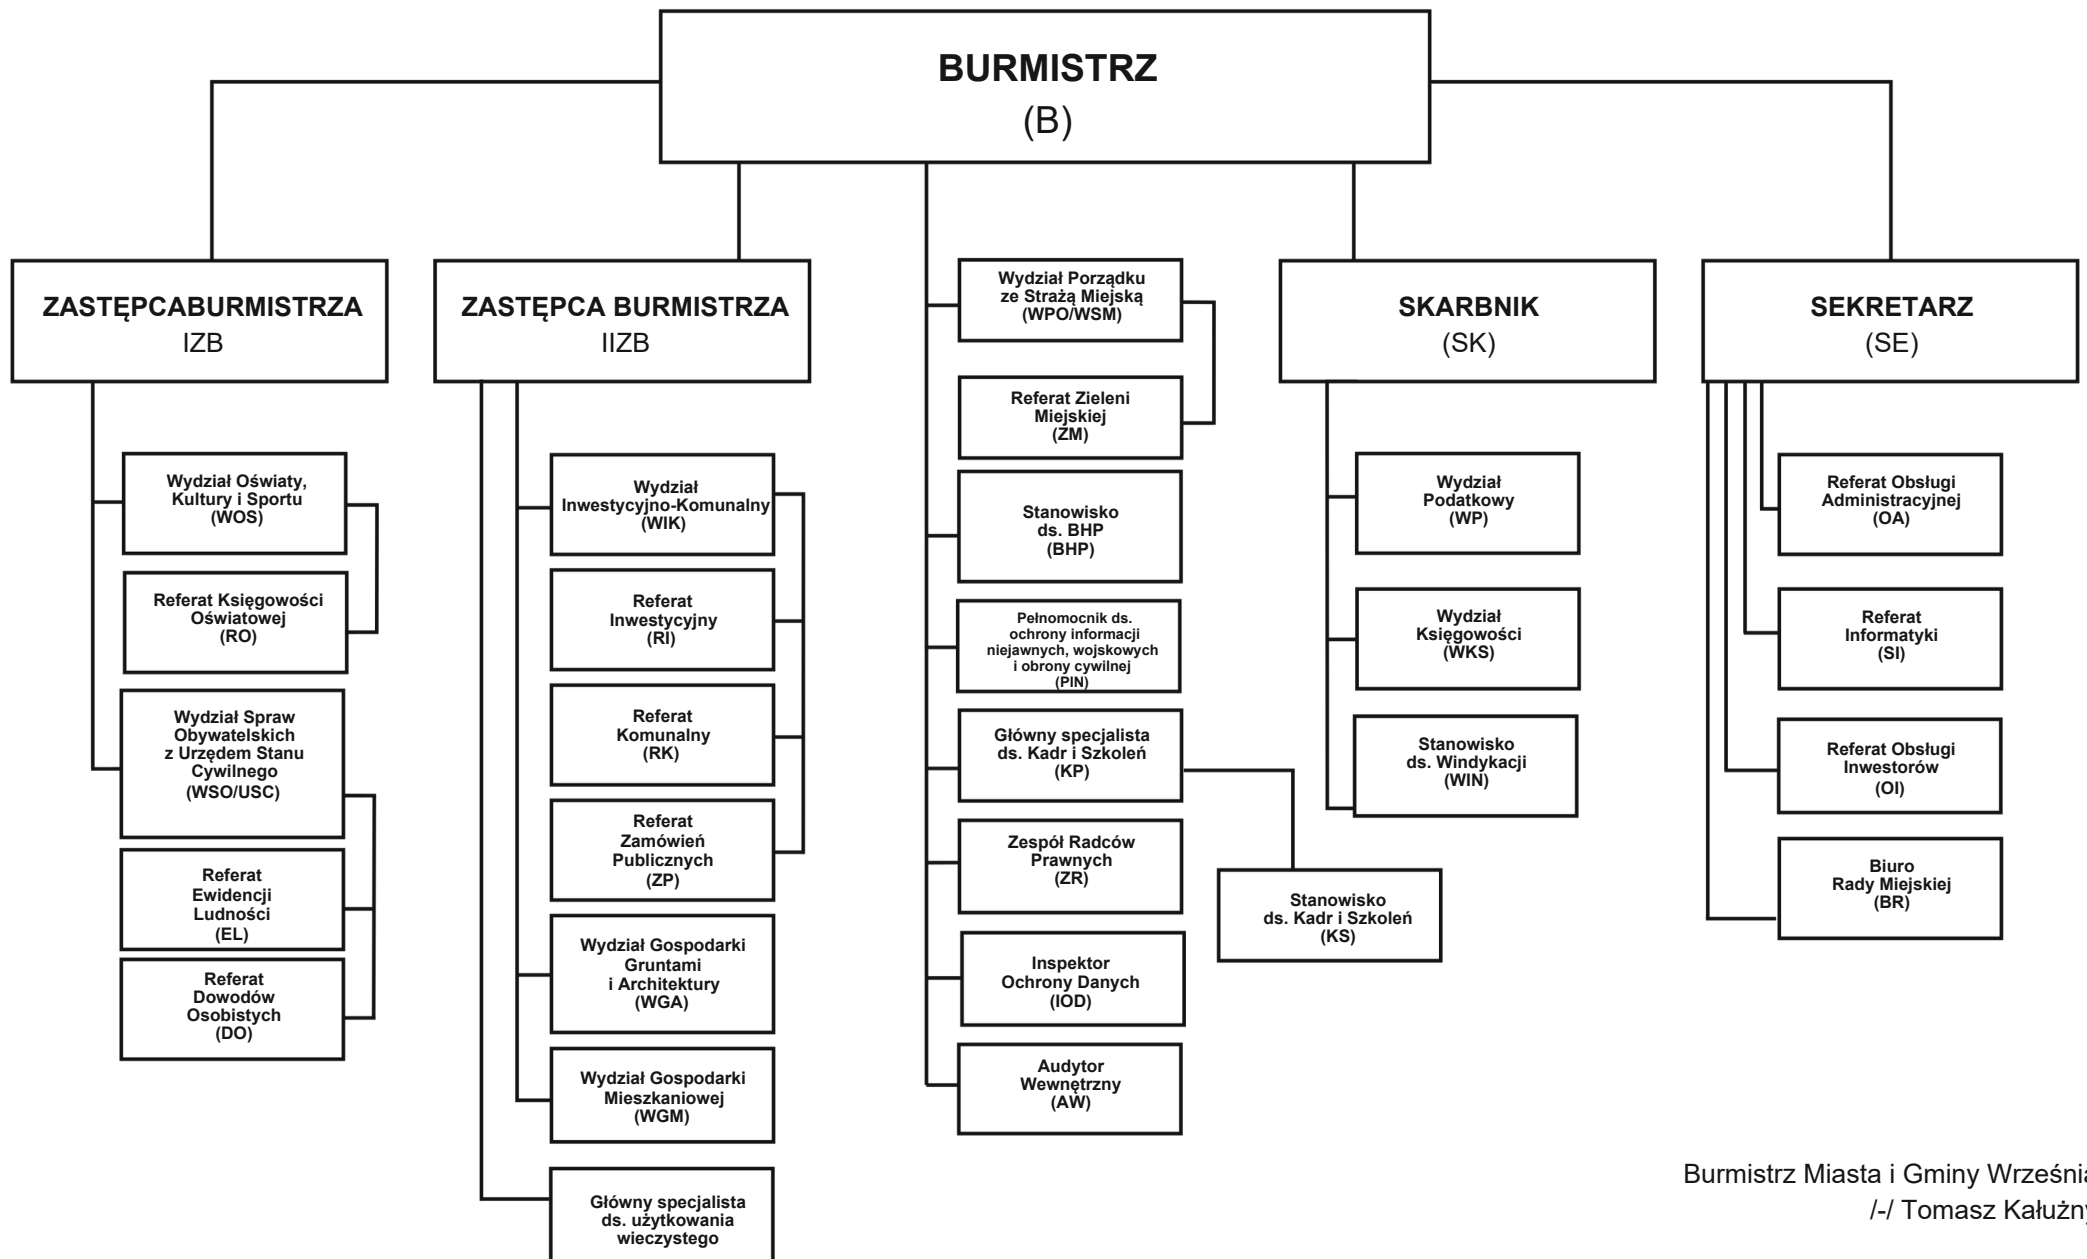 BURMISTRZ
(B)
ZASTĘPCABURMISTRZA
IZB
Wydział Oświaty,
Kultury i Sportu
(WOS)
Referat Księgowości
Oświatowej
(RO)
Wydział Spraw
Obywatelskich
z Urzędem Stanu
Cywilnego
(WSO/USC)
Referat
Ewidencji
Ludności
(EL)
Referat
Dowodów
Osobistych
(DO)
ZASTĘPCA BURMISTRZA
IIZB
Wydział
Inwestycyjno-Komunalny
(WIK)
Referat
Inwestycyjny
(RI)
Referat
Komunalny
(RK)
Referat
Zamówień
Publicznych
(ZP)
Wydział Gospodarki
Gruntami
i Architektury
(WGA)
Wydział Gospodarki
Mieszkaniowej
(WGM)
Główny specjalista
ds. użytkowania
wieczystego
Wydział Porządku
ze Strażą Miejską
(WPO/WSM)
Referat Zieleni
Miejskiej
(ZM)
Stanowisko
ds. BHP
(BHP)
Pełnomocnik ds.
ochrony informacji
niejawnych, wojskowych
i obrony cywilnej
(PIN)
Główny specjalista
ds. Kadr i Szkoleń
(KP)
Zespół Radców
Prawnych
(ZR)
Inspektor
Ochrony Danych
(IOD)
Audytor
Wewnętrzny
(AW)
Stanowisko
ds. Kadr i Szkoleń
(KS)
SKARBNIK
(SK)
Wydział
Podatkowy
(WP)
Wydział
Księgowości
(WKS)
Stanowisko
ds. Windykacji
(WIN)
SEKRETARZ
(SE)
Referat Obsługi
Administracyjnej
(OA)
Referat
Informatyki
(SI)
Referat Obsługi
Inwestorów
(OI)
Biuro
Rady Miejskiej
(BR)
Burmistrz Miasta i Gminy Września
/-/ Tomasz Kałużny